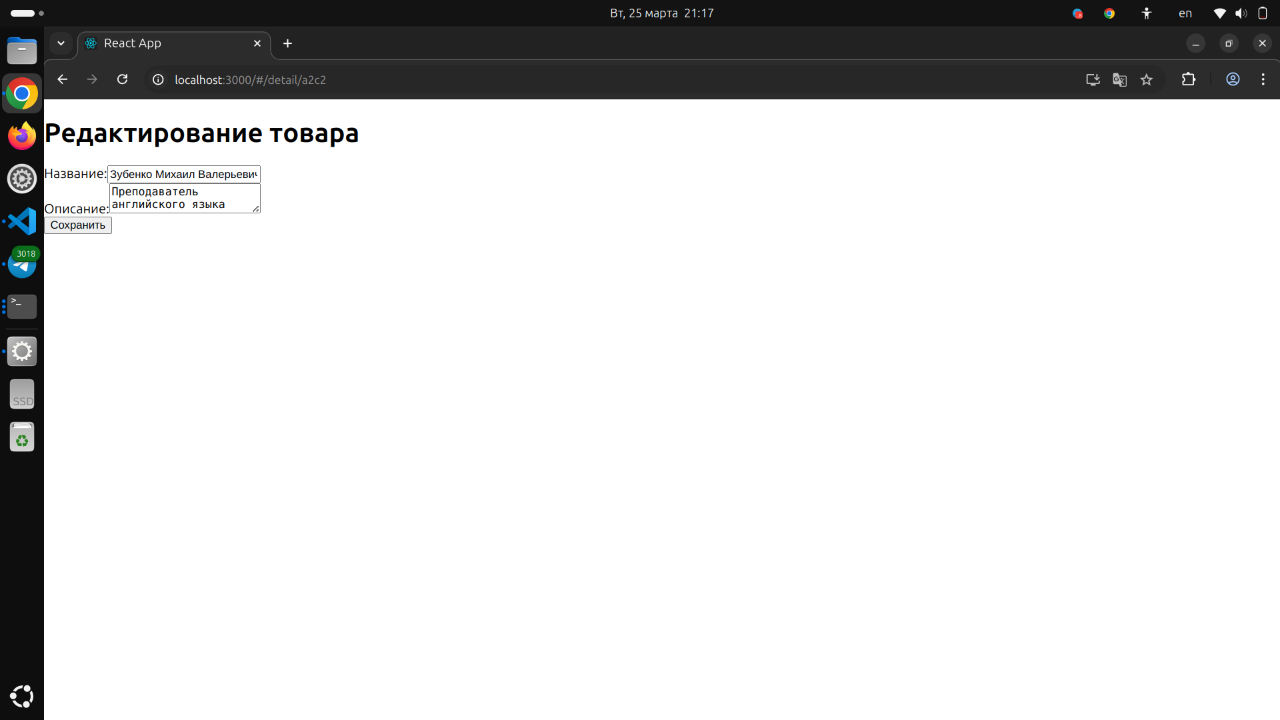 Вт, 25 марта 21:17
en
React App
localhost:3000/#/detail/a2c2
Редактирование товара
Название: Зубенко Михаил Валерьевич
Преподаватель
английского языка
Описание:
Сохранить
3018
>_
SSD